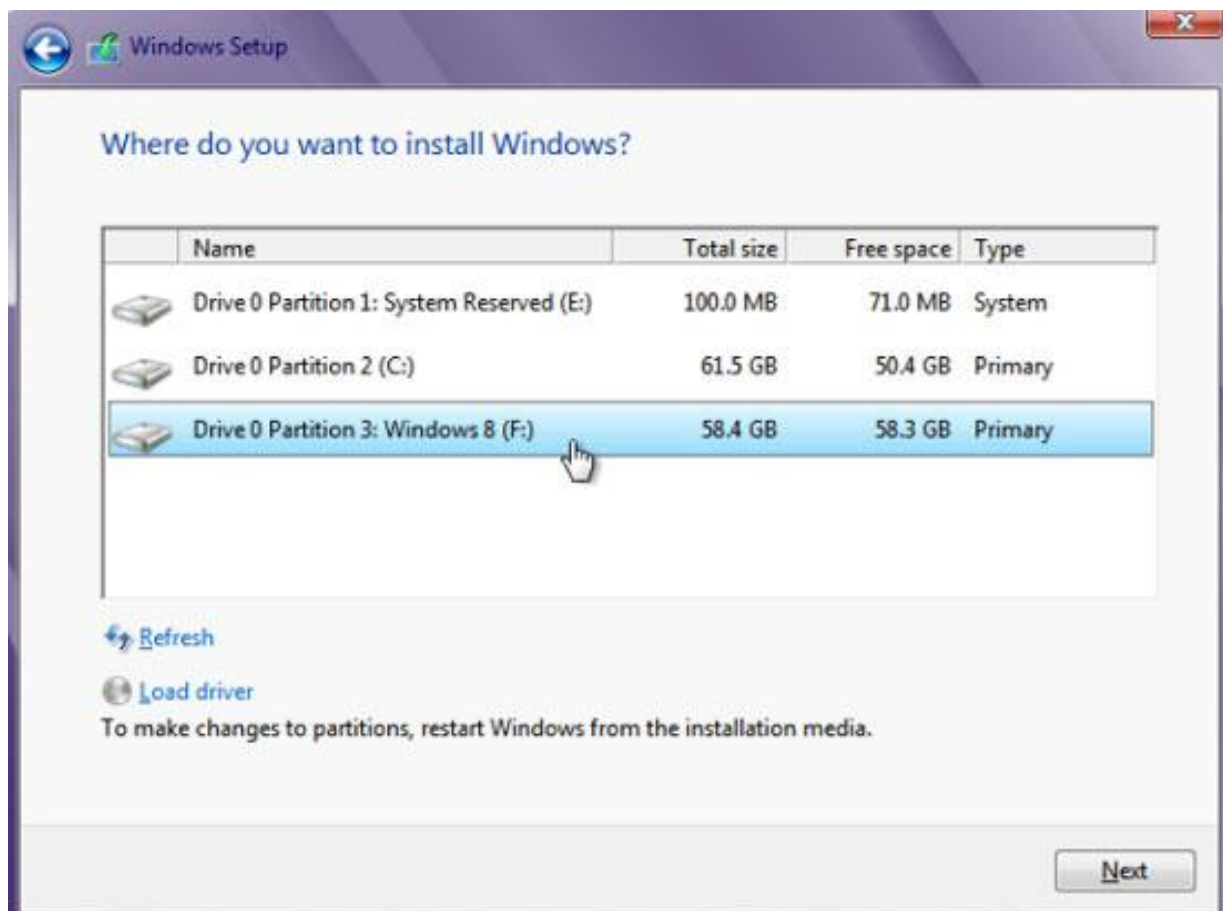 Windows Setup
Where do you want to install Windows?
Name Total size Free space Type
Drive 0 Partition 1: System Reserved (E:) 100.0 MB 71.0 MB System
Drive 0 Partition 2 (C:) 61.5 GB 50.4 GB Primary
Drive 0 Partition 3: Windows 8 (F:) 58.4 GB 58.3 GB Primary
Refresh
Load driver
To make changes to partitions, restart Windows from the installation media.
Next